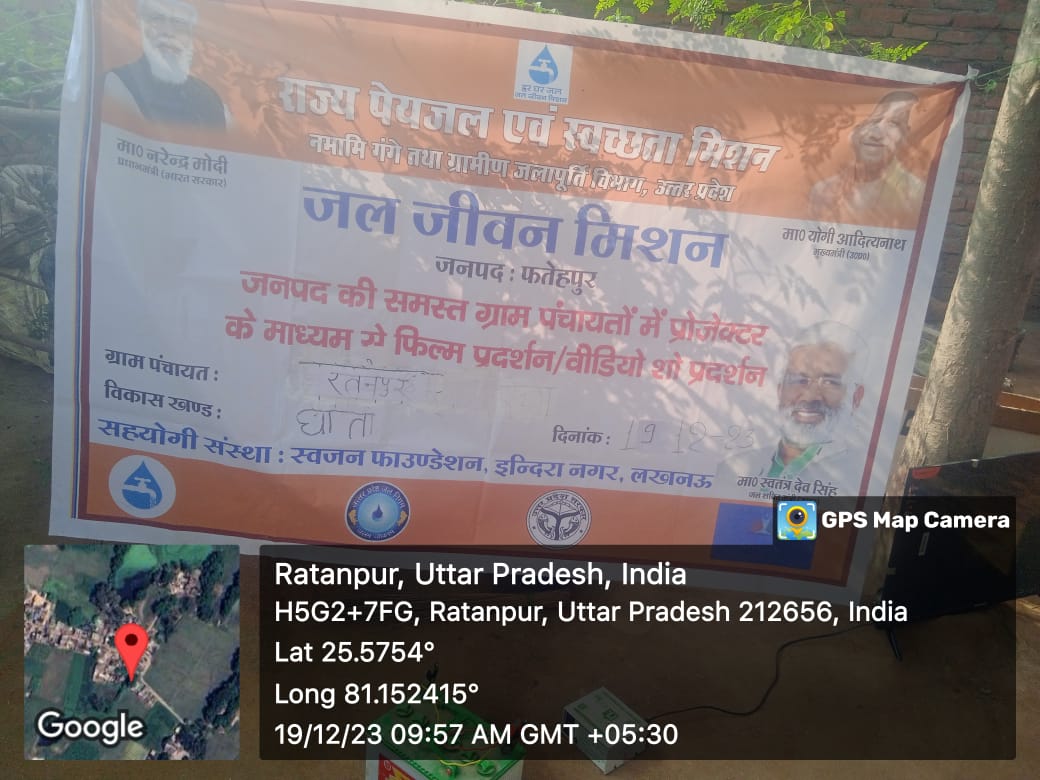 हर घर जल
जल जीवन मिशन
राज्य पेयजल एवं स्वच्छता मिशन
नमामि गंगे तथा ग्रामीण जलापूर्ति विभाग, उत्तर प्रदेश
मा० नरेन्द्र मोदी
प्रधानमंत्री (भारत सरकार)
जल जीवन मिशन
मा० योगी आदित्यनाथ
मुख्यमंत्री (उ०प्र०)
जनपद : फतेहपुर
जनपद की समस्त ग्राम पंचायतों में प्रोजेक्टर
के माध्यम से फिल्म प्रदर्शन/वीडियो शो प्रदर्शन
ग्राम पंचायत : रतनपुर
विकास खण्ड : धाता
दिनांक : 19 12-23
सहयोगी संस्था : स्वजन फाउण्डेशन, इन्दिरा नगर, लखनऊ
मा० स्वतंत्र देव सिंह
GPS Map Camera
Ratanpur, Uttar Pradesh, India
H5G2+7FG, Ratanpur, Uttar Pradesh 212656, India
Lat 25.5754°
Long 81.152415°
19/12/23 09:57 AM GMT +05:30
Google